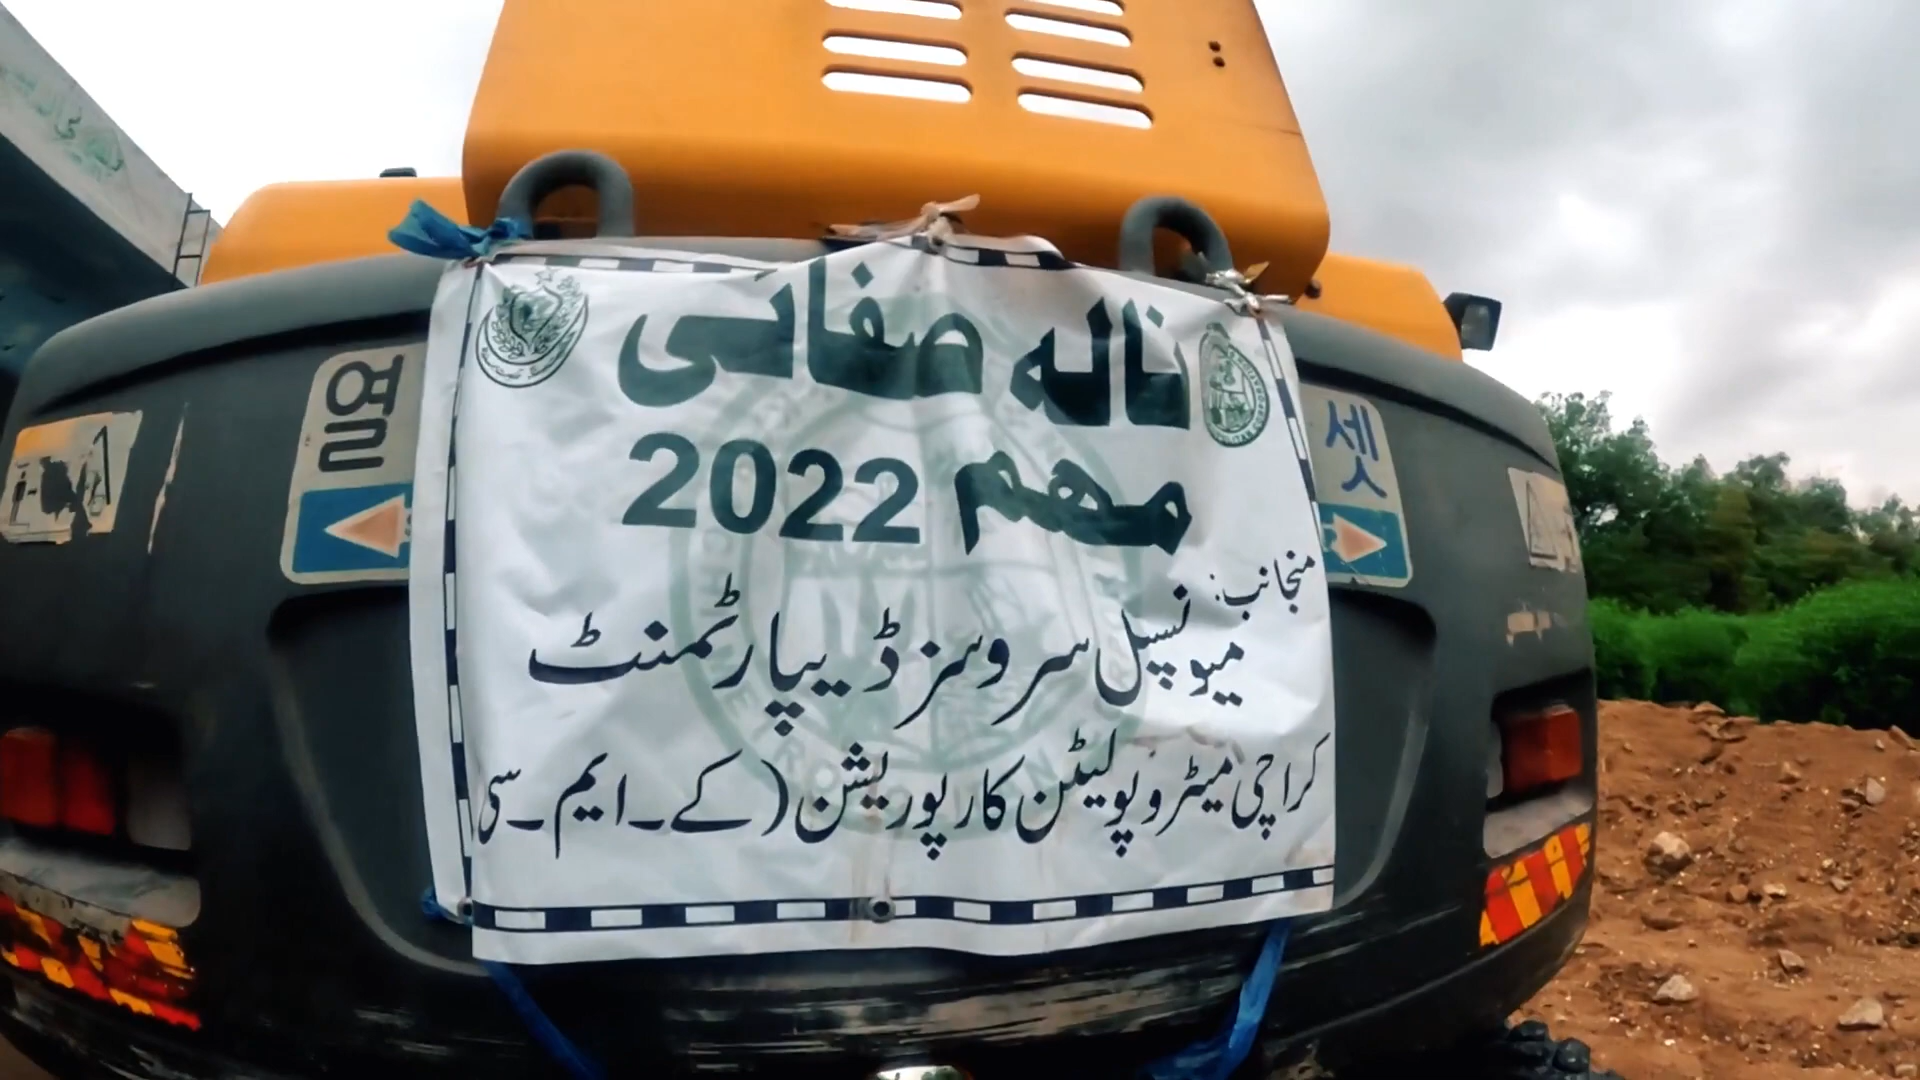 نالہ صفائی
مہم 2022
منجانب:
میونسپل سروسز ڈیپارٹمنٹ
کراچی میٹروپولیٹن کارپوریشن (کے۔ایم۔سی
열
셋